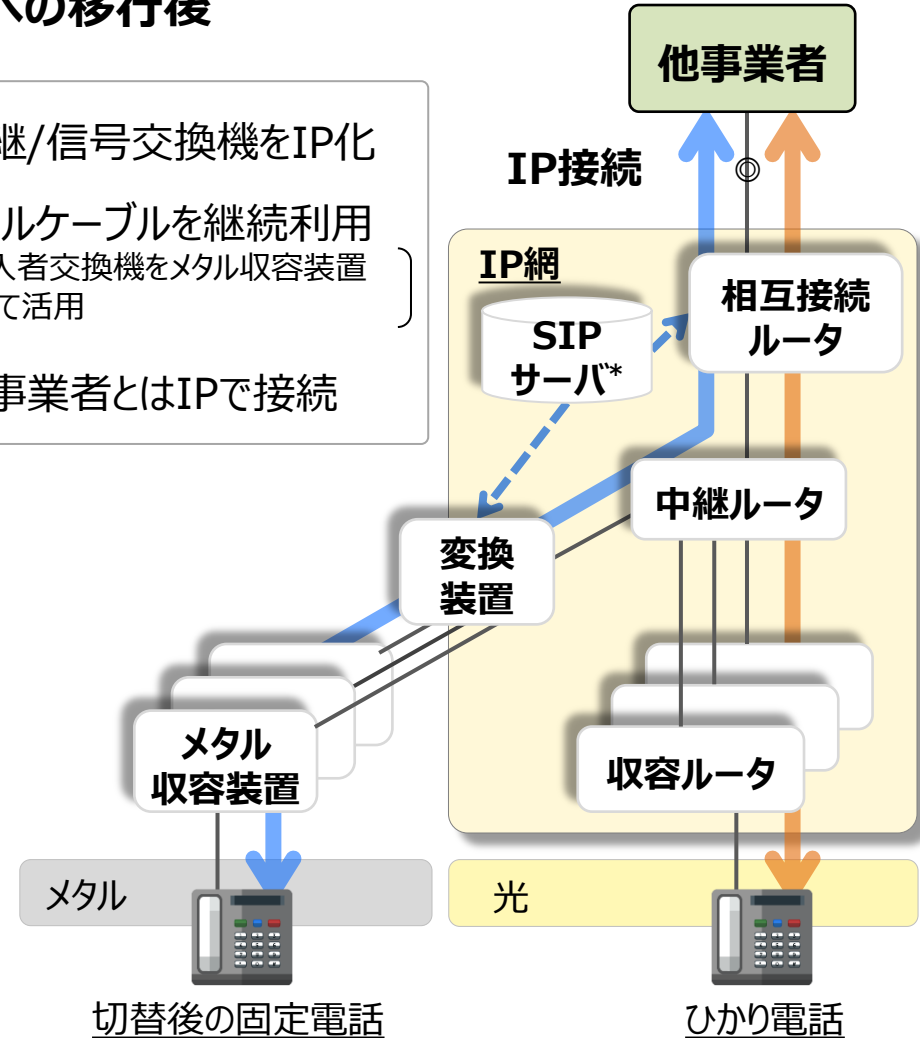 への移行後
他事業者
継/信号交換機をIP化
ルケーブルを継続利用
入者交換機をメタル収容装置
て活用
事業者とはIPで接続
IP接続
◎
IP網
相互接続
ルータ
SIP
サーバ*
中継ルータ
変換
装置
メタル
収容装置
収容ルータ
メタル
光
切替後の固定電話
ひかり電話